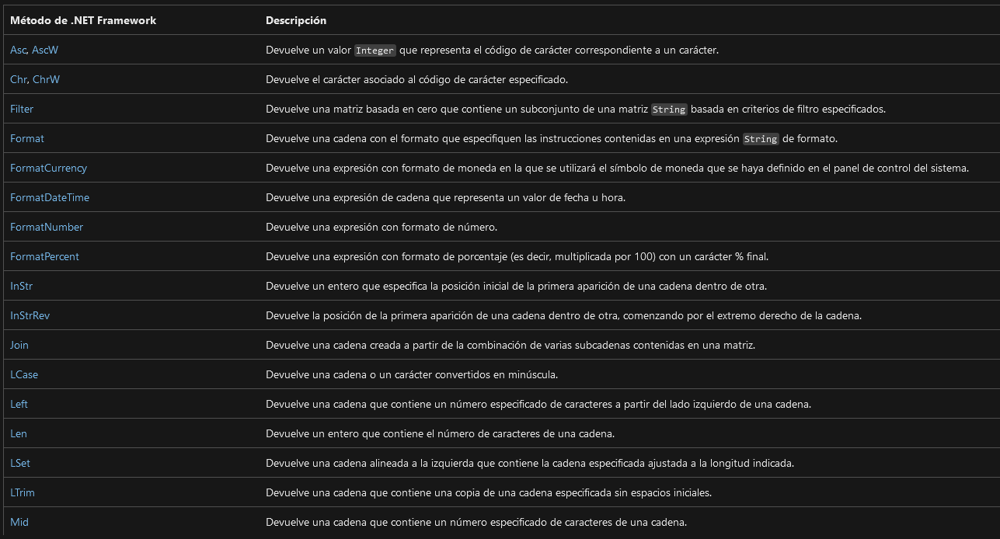 Método de .NET Framework Descripción
Asc, AscW Devuelve un valor Integer que representa el código de carácter correspondiente a un carácter.
Chr, ChrW Devuelve el carácter asociado al código de carácter especificado.
Filter Devuelve una matriz basada en cero que contiene un subconjunto de una matriz String basada en criterios de filtro especificados.
Format Devuelve una cadena con el formato que especifiquen las instrucciones contenidas en una expresión String de formato.
FormatCurrency Devuelve una expresión con formato de moneda en la que se utilizará el símbolo de moneda que se haya definido en el panel de control del sistema.
FormatDateTime Devuelve una expresión de cadena que representa un valor de fecha u hora.
FormatNumber Devuelve una expresión con formato de número.
FormatPercent Devuelve una expresión con formato de porcentaje (es decir, multiplicada por 100) con un carácter % final.
InStr Devuelve un entero que especifica la posición inicial de la primera aparición de una cadena dentro de otra.
InStrRev Devuelve la posición de la primera aparición de una cadena dentro de otra, comenzando por el extremo derecho de la cadena.
Join Devuelve una cadena creada a partir de la combinación de varias subcadenas contenidas en una matriz.
LCase Devuelve una cadena o un carácter convertidos en minúscula.
Left Devuelve una cadena que contiene un número especificado de caracteres a partir del lado izquierdo de una cadena.
Len Devuelve un entero que contiene el número de caracteres de una cadena.
LSet Devuelve una cadena alineada a la izquierda que contiene la cadena especificada ajustada a la longitud indicada.
LTrim Devuelve una cadena que contiene una copia de una cadena especificada sin espacios iniciales.
Mid Devuelve una cadena que contiene un número especificado de caracteres de una cadena.